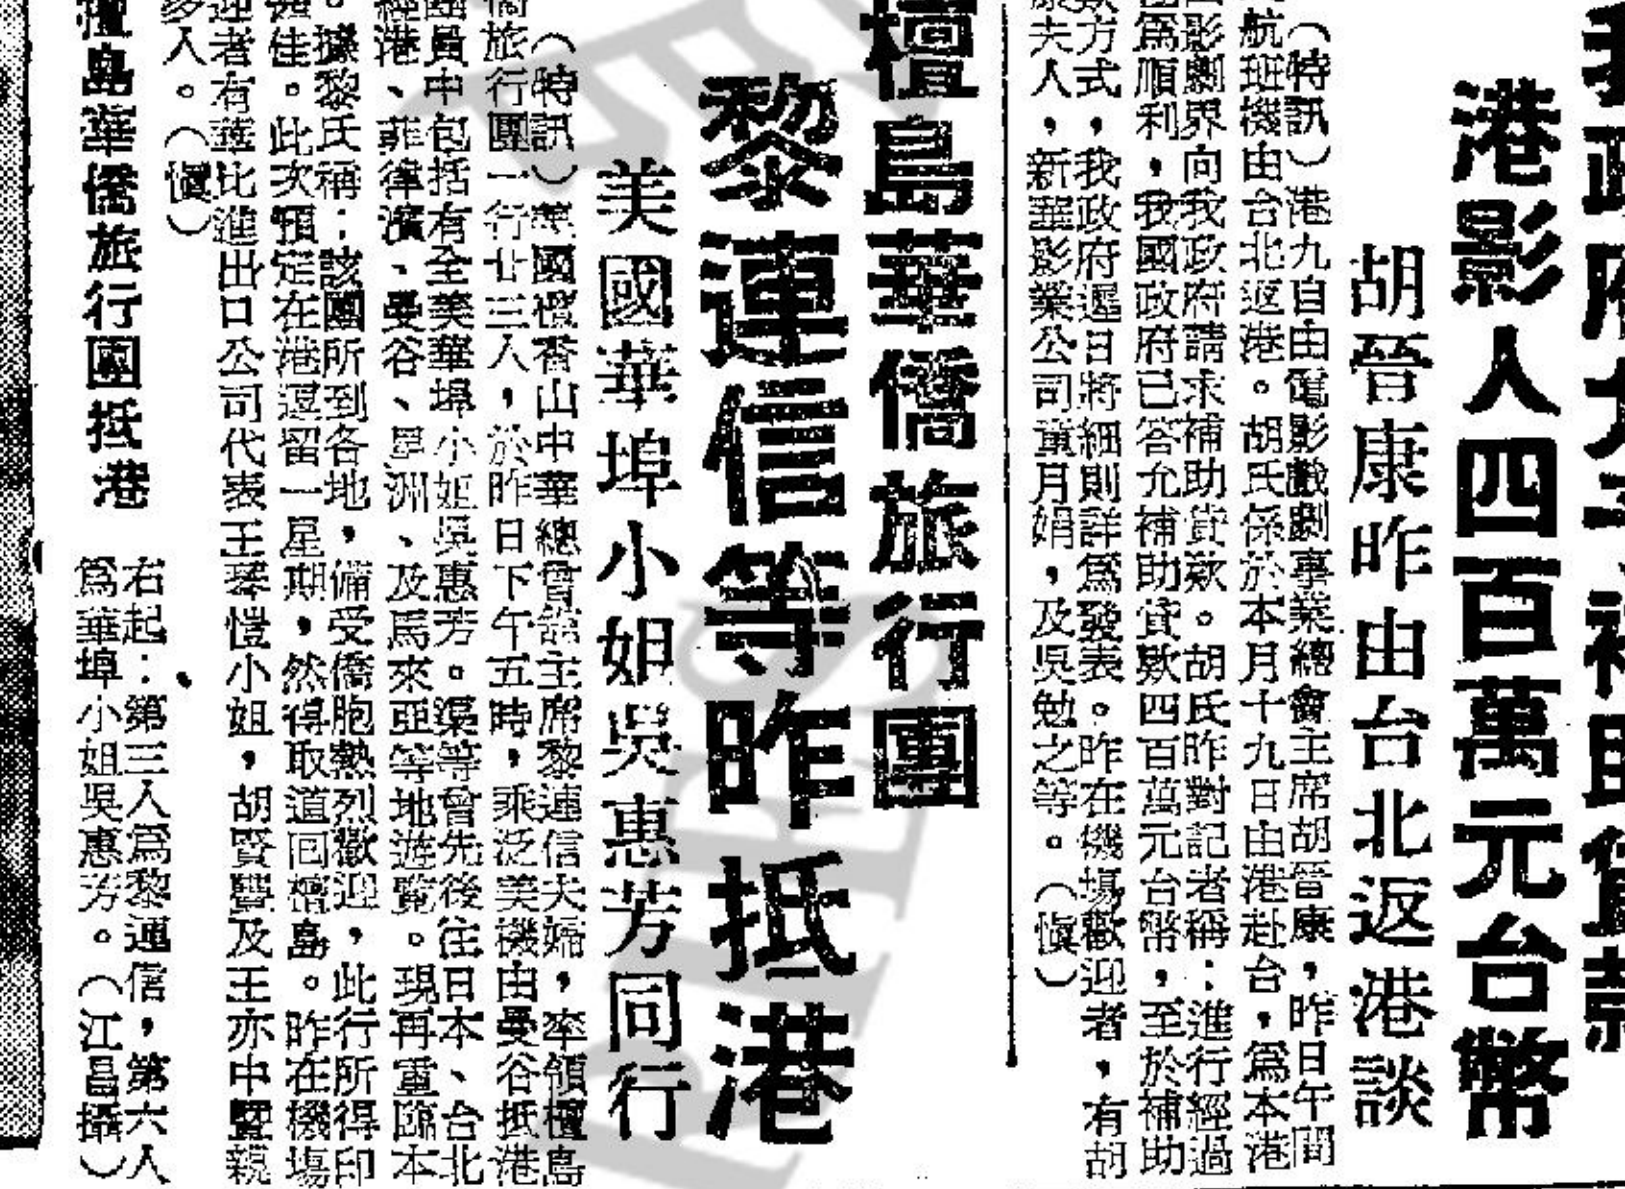 港影人四百萬元台幣
胡晉康昨由台北返港談
（特訊）港九自由電影戲劇事業總會主席胡晉康，昨日午間
航班機由台北返港。胡氏係於本月十九日由港赴台，為本港
影劇界向我政府請求補助貸款。胡氏昨對記者稱：進行經過
為順利，我國政府已答允補助貸款四百萬元台幣，至於補助
方式，我政府遲日將細則詳為發表。昨在機場歡迎者，有胡
夫人，新華影業公司童月娟，及吳勉之等。（慎）
檀島華僑旅行團
黎連信等昨抵港
美國華埠小姐吳惠芳同行
（特訊）美國檀香山中華總會館主席黎連信夫婦，率領檀島
旅行團一行廿三人，於昨日下午五時，乘泛美機由曼谷抵港
員中包括有全美華埠小姐吳惠芳。渠等曾先後往日本、台北
港、菲律濱、曼谷、星洲、及馬來亞等地遊覽。現再重臨本
。據黎氏稱：該團所到各地，備受僑胞熱烈歡迎，此行所得印
佳。此次預定在港逗留一星期，然後取道回檀島。昨在機場
迎者有華比進出口公司代表王琴愷小姐，胡賢豐及王亦中暨親
多人。（慎）
檀島華僑旅行團抵港
右起：第三人為黎連信，第六人
為華埠小姐吳惠芳。（江昌攝）